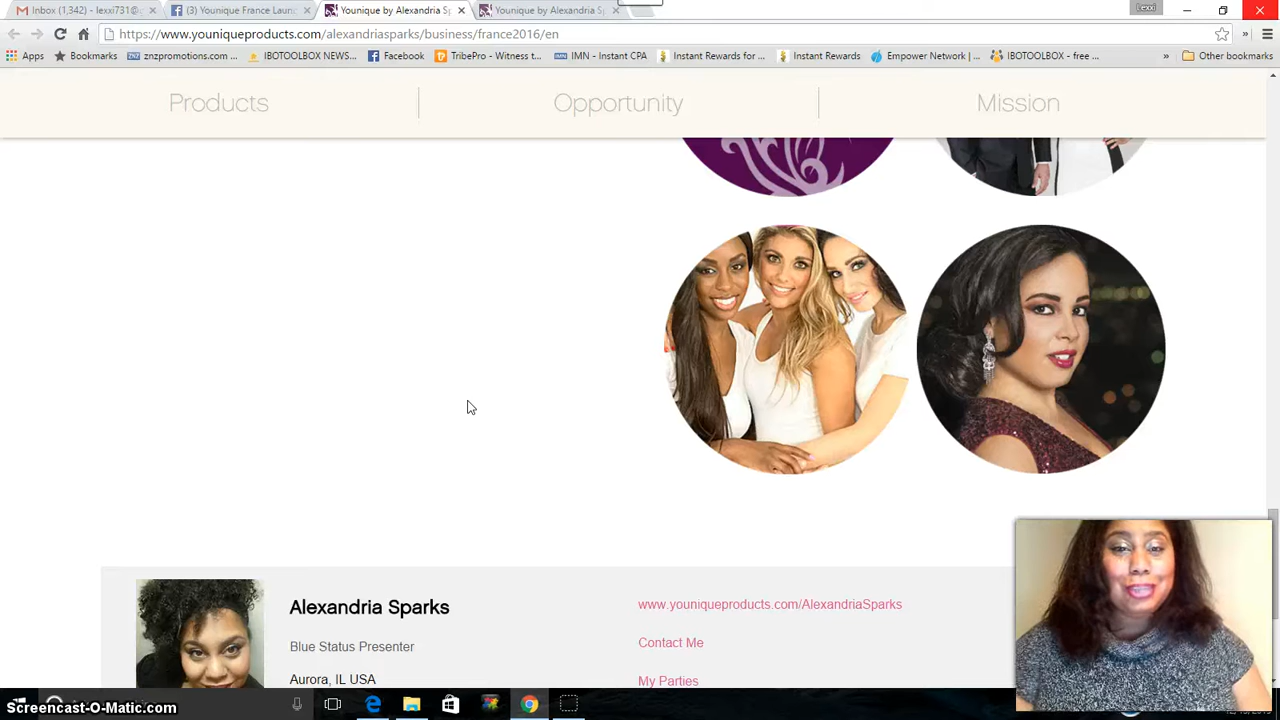 Inbox (1,342) - lexxi731@
(3) Younique France Laun
Younique by Alexandria S
Younique by Alexandria S
Lexxi
https://www.youniqueproducts.com/alexandriasparks/business/france2016/en
Apps
Bookmarks
znzpromotions.com ...
IBOTOOLBOX NEWS...
Facebook
TribePro - Witness t...
IMN - Instant CPA
Instant Rewards for ...
Instant Rewards
Empower Network | ...
IBOTOOLBOX - free ...
Other bookmarks
Products
Opportunity
Mission
Alexandria Sparks
Blue Status Presenter
Aurora, IL USA
www.youniqueproducts.com/AlexandriaSparks
Contact Me
My Parties
Screencast-O-Matic.com